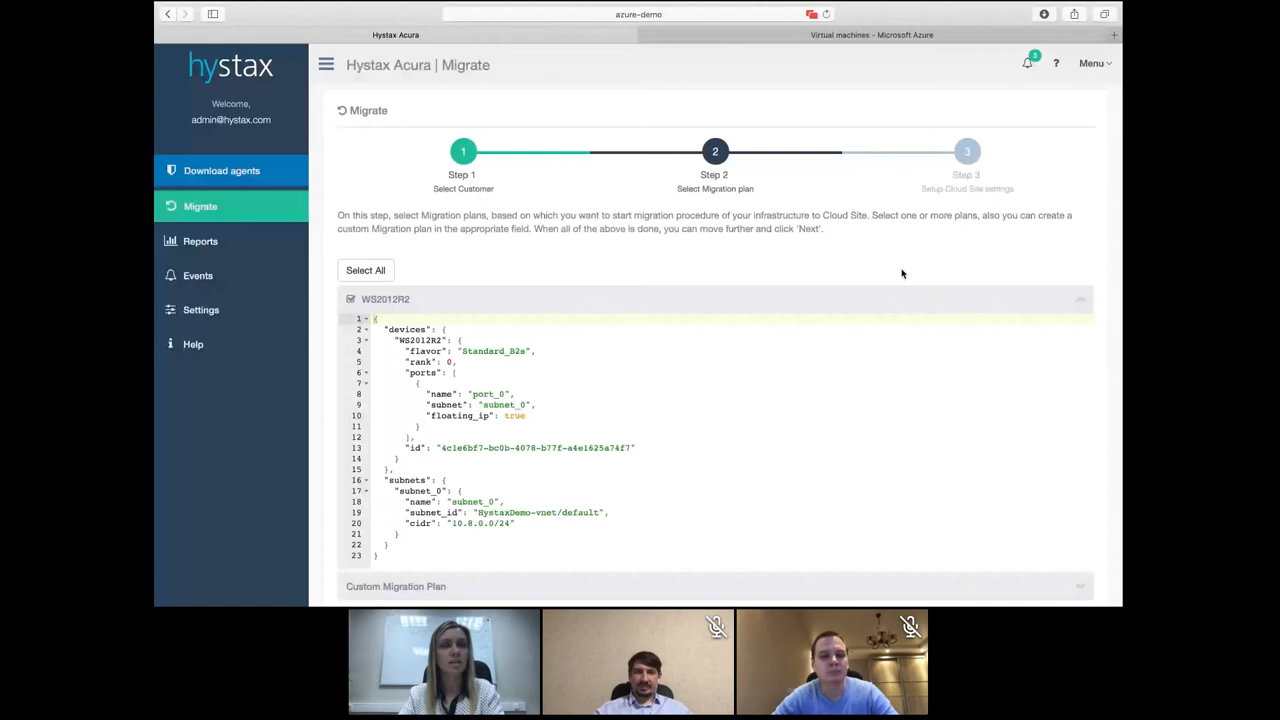 azure-demo
Hystax Acura
Virtual machines - Microsoft Azure
hystax
Welcome,
admin@hystax.com
Download agents
Migrate
Reports
Events
Settings
Help
Hystax Acura | Migrate
3
?
Menu
Migrate
1
2
3
Step 1
Step 2
Step 3
Select Customer
Select Migration plan
Setup Cloud Site settings
On this step, select Migration plans, based on which you want to start migration procedure of your infrastructure to Cloud Site. Select one or more plans, also you can create a
custom Migration plan in the appropriate field. When all of the above is done, you can move further and click 'Next'.
Select All
WS2012R2
1 {
2 "devices": {
3 "WS2012R2": {
4 "flavor": "Standard_B2s",
5 "rank": 0,
6 "ports": [
7 {
8 "name": "port_0",
9 "subnet": "subnet_0",
10 "floating_ip": true
11 }
12 ],
13 "id": "4c1e6bf7-bc0b-4078-b77f-a4e1625a74f7"
14 }
15 },
16 "subnets": {
17 "subnet_0": {
18 "name": "subnet_0",
19 "subnet_id": "HystaxDemo-vnet/default",
20 "cidr": "10.8.0.0/24"
21 }
22 }
23 }
Custom Migration Plan